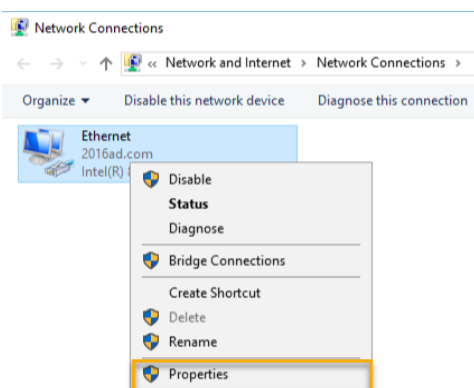 Network Connections
« Network and Internet › Network Connections ›
Organize ▾ Disable this network device Diagnose this connection
Ethernet
2016ad.com
Intel(R)
Disable
Status
Diagnose
Bridge Connections
Create Shortcut
Delete
Rename
Properties